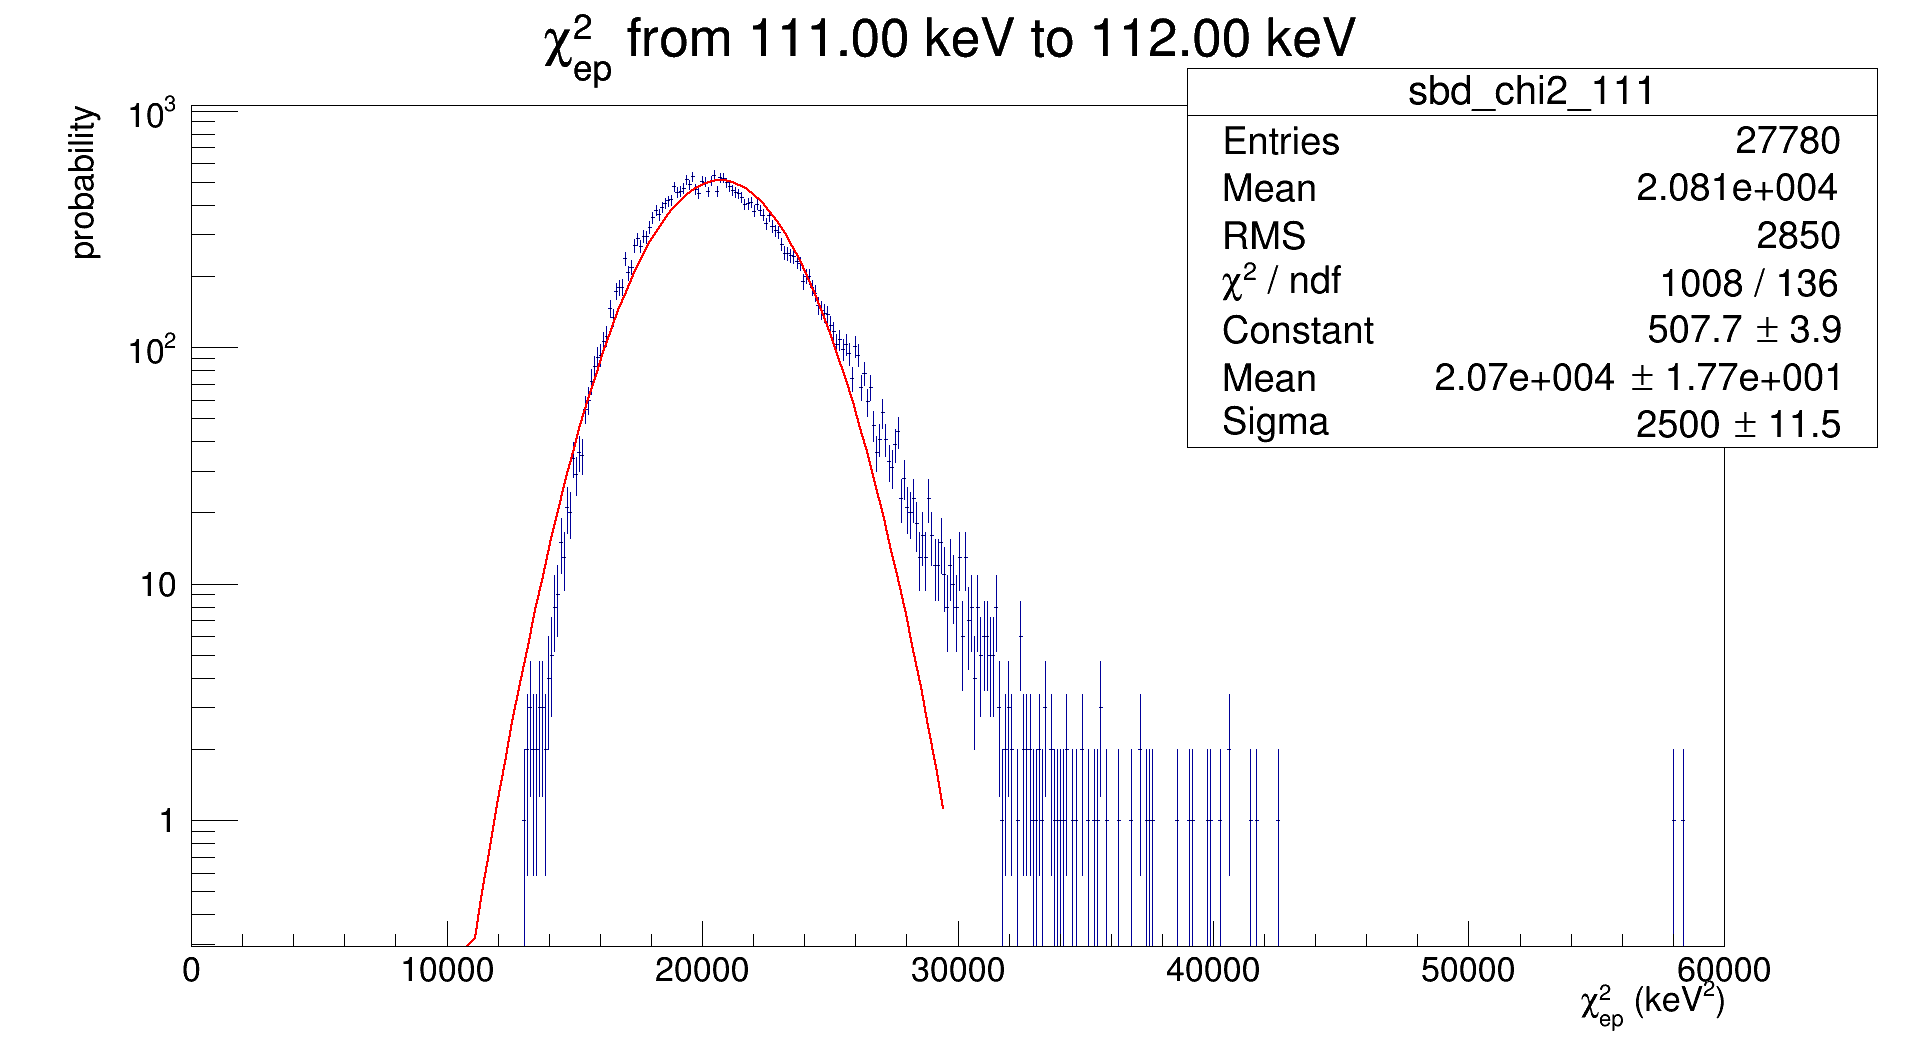 χ²ep from 111.00 keV to 112.00 keV
sbd_chi2_111
Entries 27780
Mean 2.081e+004
RMS 2850
χ² / ndf 1008 / 136
Constant 507.7 ± 3.9
Mean 2.07e+004 ± 1.77e+001
Sigma 2500 ± 11.5
probability
10³
10²
10
1
0 10000 20000 30000 40000 50000 60000
χ²ep (keV²)